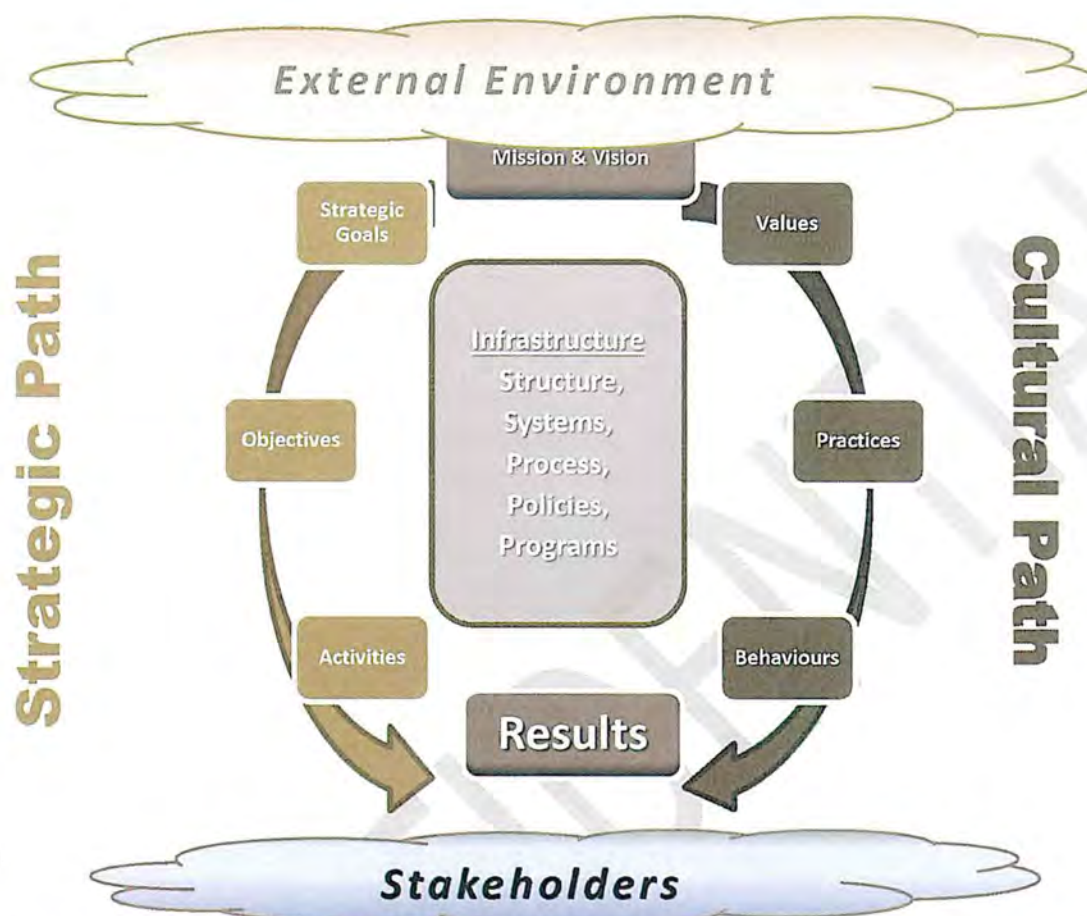 External Environment
Mission & Vision
Strategic
Goals
Values
Strategic Path
Cultural Path
Infrastructure
Structure,
Systems,
Process,
Policies,
Programs
Objectives
Practices
Activities
Behaviours
Results
Stakeholders